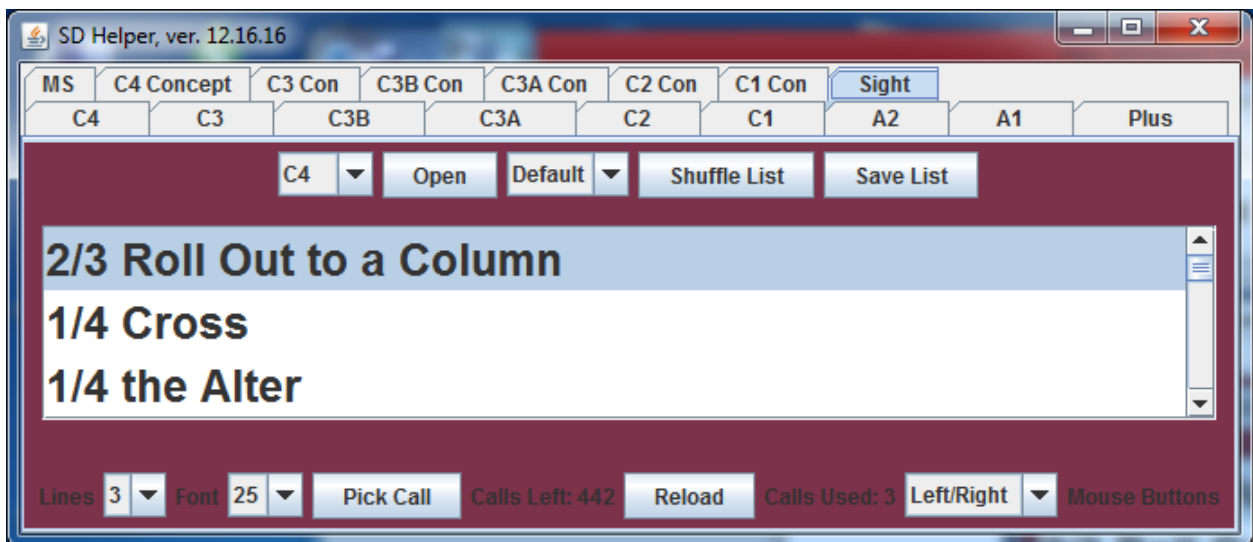 SD Helper, ver. 12.16.16
MS C4 Concept C3 Con C3B Con C3A Con C2 Con C1 Con Sight
C4 C3 C3B C3A C2 C1 A2 A1 Plus
C4 Open Default Shuffle List Save List
2/3 Roll Out to a Column
1/4 Cross
1/4 the Alter
Lines 3 Font 25 Pick Call Calls Left: 442 Reload Calls Used: 3 Left/Right Mouse Buttons